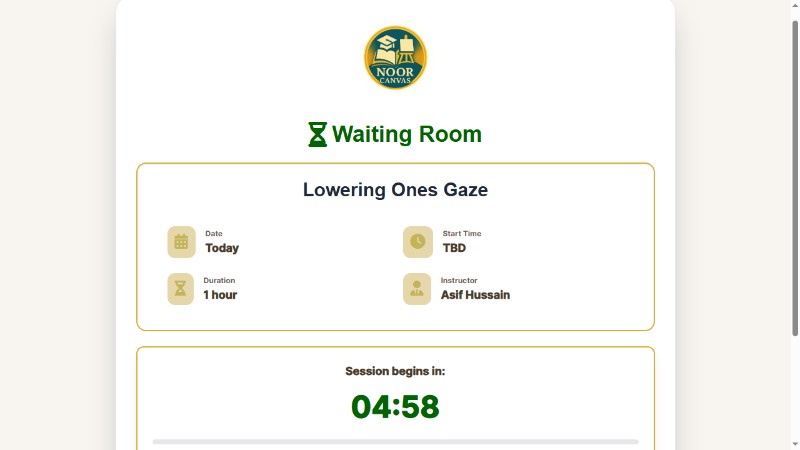 NOOR
CANVAS
Waiting Room
Lowering Ones Gaze
Date
Today
Start Time
TBD
Duration
1 hour
Instructor
Asif Hussain
Session begins in:
04:58